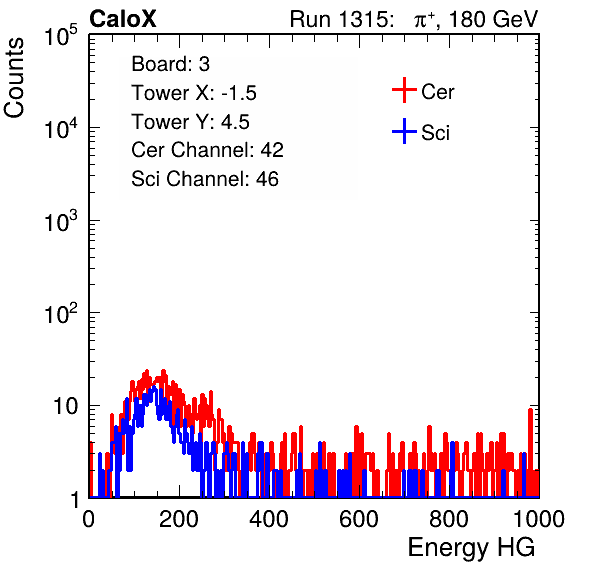 CaloX Run 1315: π⁺, 180 GeV
Counts
10⁵
10⁴
10³
10²
10
1
Board: 3
Tower X: -1.5
Tower Y: 4.5
Cer Channel: 42
Sci Channel: 46
Cer
Sci
0 200 400 600 800 1000
Energy HG